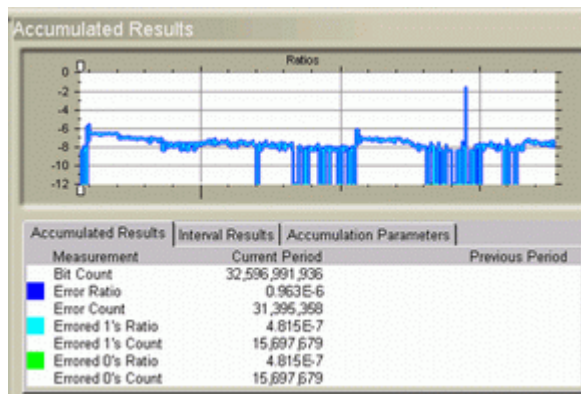 Accumulated Results
Ratios
0
-2
-4
-6
-8
-10
-12
Accumulated Results Interval Results Accumulation Parameters
Measurement Current Period Previous Period
Bit Count 32,596,991,936
Error Ratio 0.963E-6
Error Count 31,395,358
Errored 1's Ratio 4.815E-7
Errored 1's Count 15,697,679
Errored 0's Ratio 4.815E-7
Errored 0's Count 15,697,679